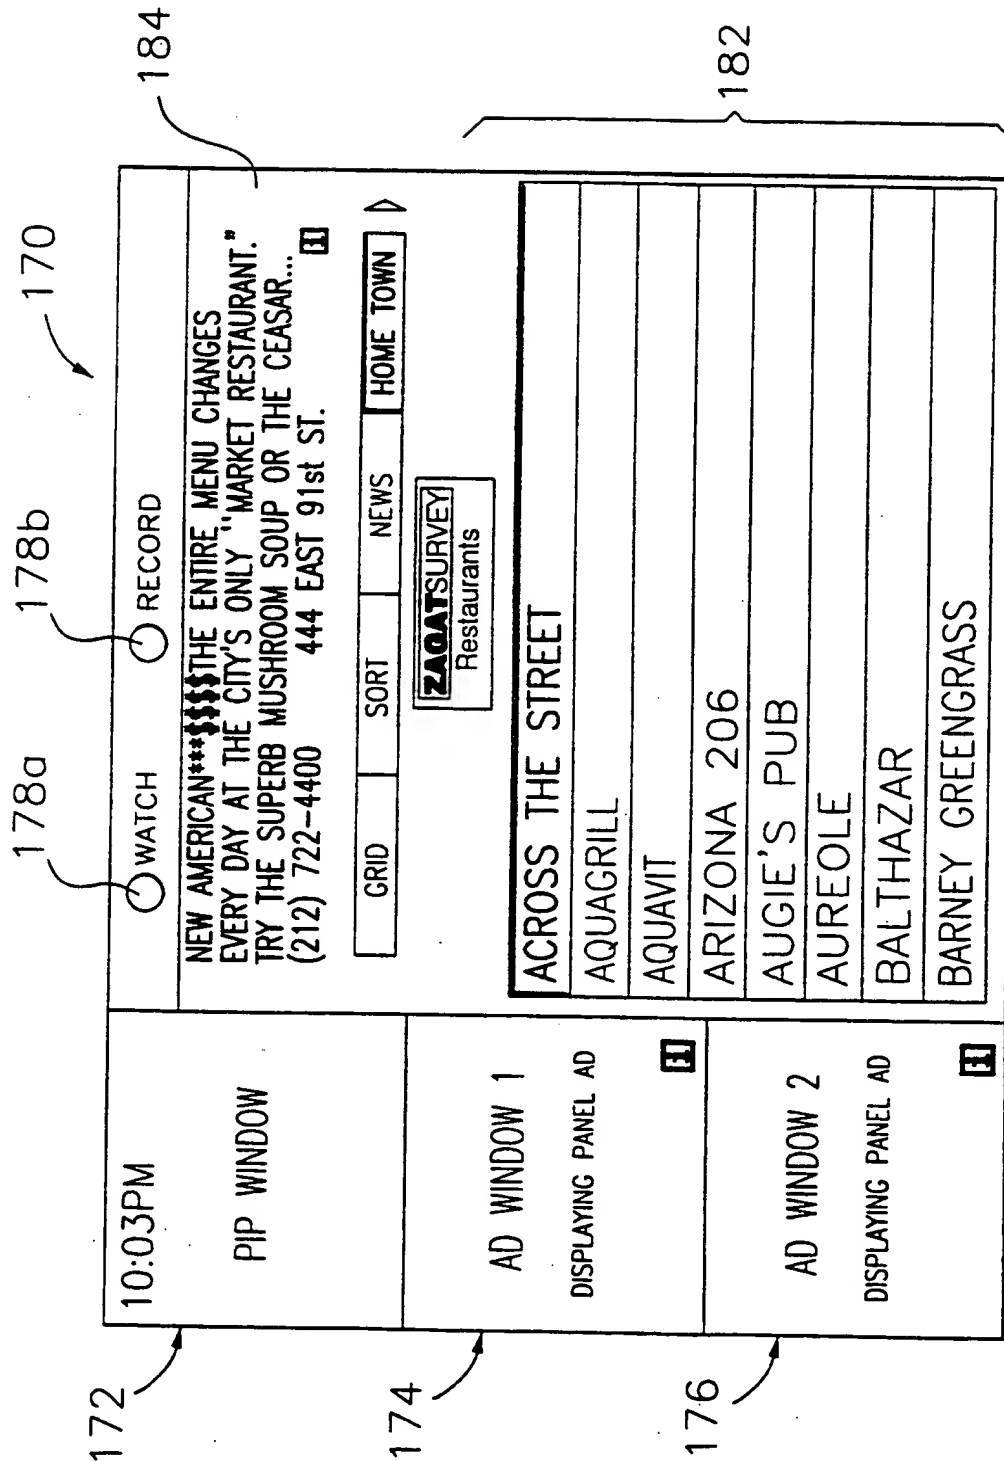 170
178a
178b
184
182
172
174
176
10:03PM
PIP WINDOW
AD WINDOW 1
DISPLAYING PANEL AD
i
AD WINDOW 2
DISPLAYING PANEL AD
i
WATCH
RECORD
NEW AMERICAN***$$$$THE ENTIRE MENU CHANGES
EVERY DAY AT THE CITY'S ONLY "MARKET RESTAURANT."
TRY THE SUPERB MUSHROOM SOUP OR THE CEASAR...
(212) 722-4400 444 EAST 91st ST.
i
GRID SORT NEWS HOME TOWN
ZAGATSURVEY
Restaurants
ACROSS THE STREET
AQUAGRILL
AQUAVIT
ARIZONA 206
AUGIE'S PUB
AUREOLE
BALTHAZAR
BARNEY GREENGRASS